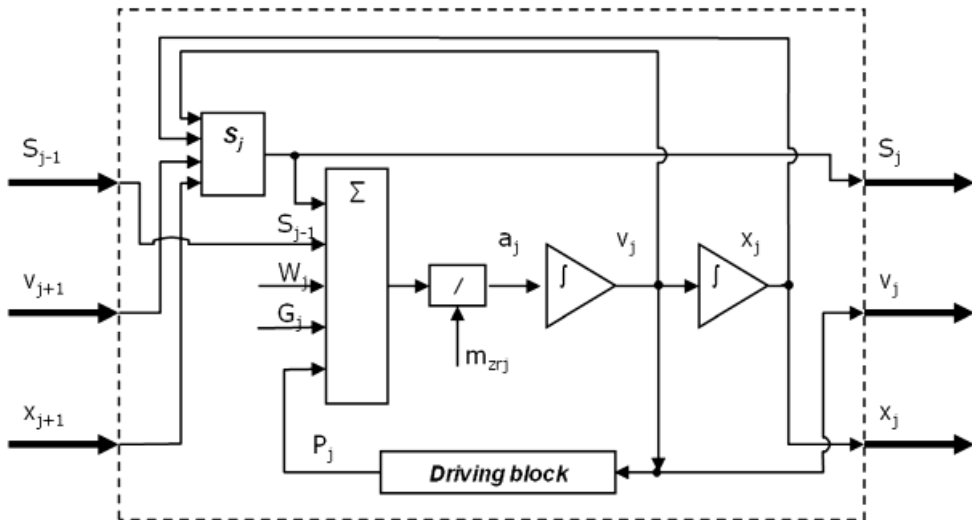 S_j
S_{j-1}
S_j
Σ
S_{j-1}
a_j
∫
v_j
∫
x_j
v_{j+1}
W_j
/
v_j
G_j
m_{zrj}
x_{j+1}
x_j
P_j
Driving block